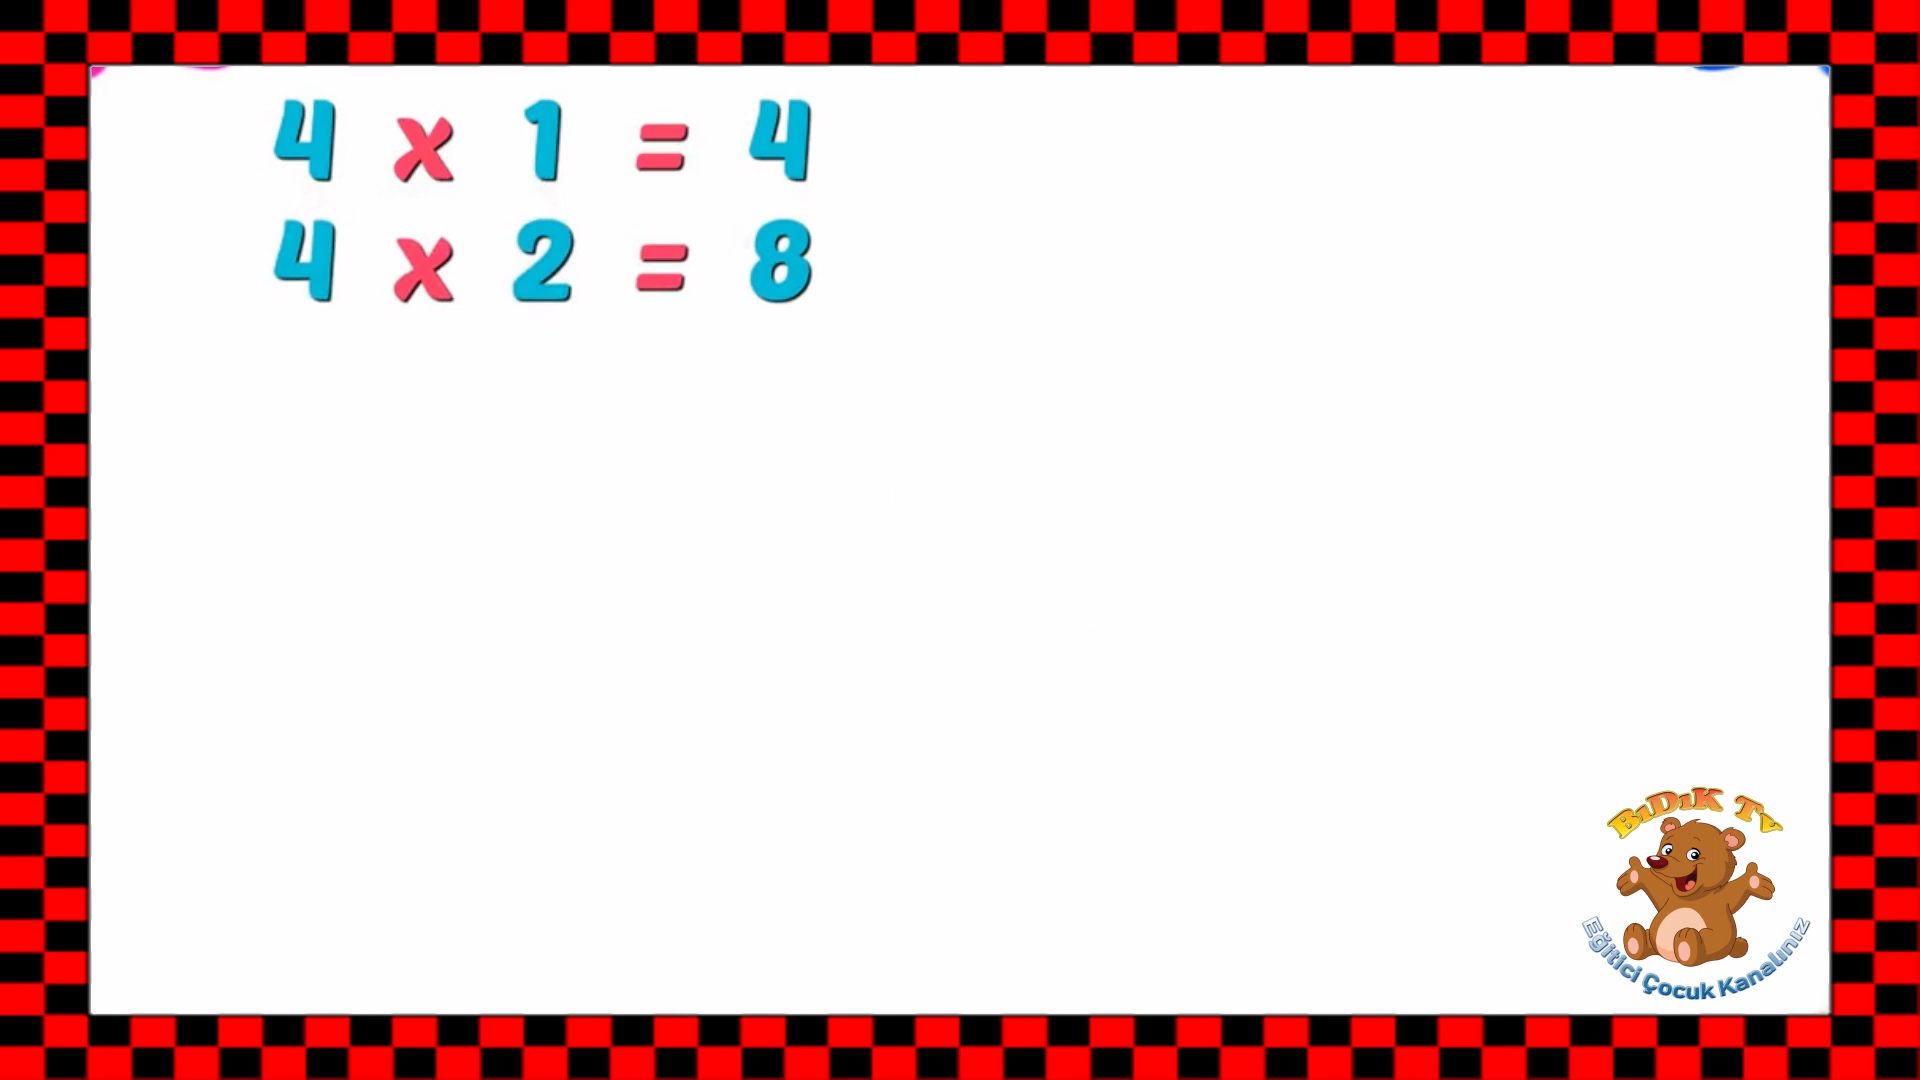 4 x 1 = 4
4 x 2 = 8
BıDıK Tv
Eğitici Çocuk Kanalınız